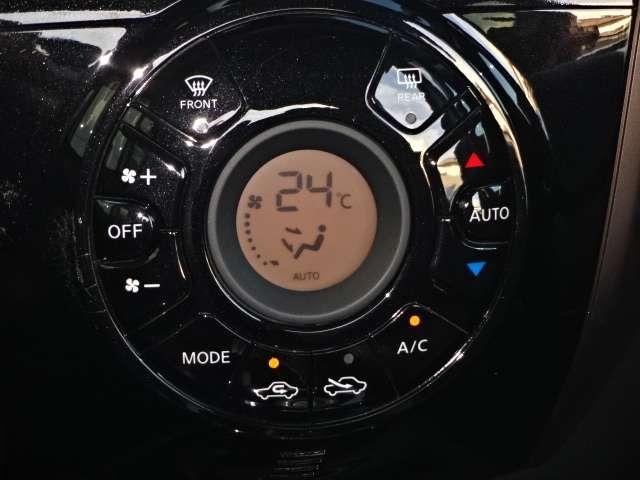 FRONT
REAR
+
24 °C
OFF
AUTO
AUTO
−
MODE
A/C